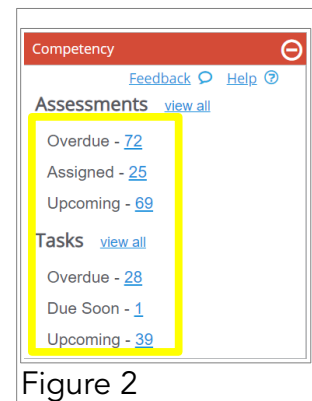 Competency
Feedback Help
Assessments view all
Overdue - 72
Assigned - 25
Upcoming - 69
Tasks view all
Overdue - 28
Due Soon - 1
Upcoming - 39
Figure 2